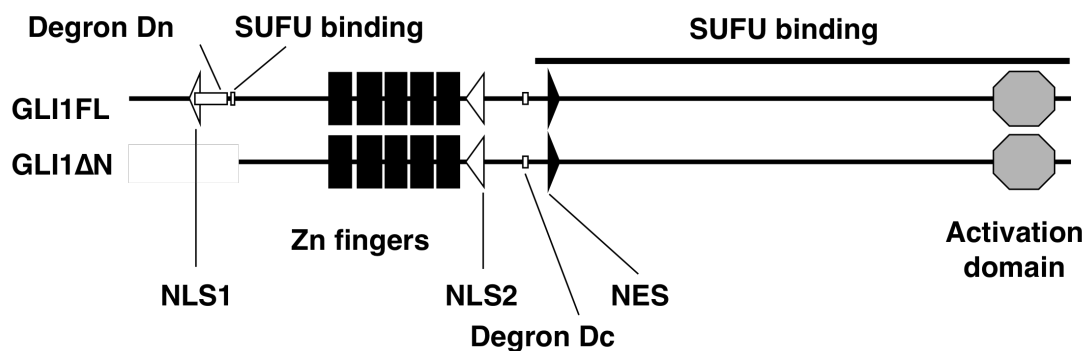 Degron Dn
SUFU binding
SUFU binding
GLI1FL
GLI1ΔN
Zn fingers
Activation
domain
NLS1
NLS2
NES
Degron Dc